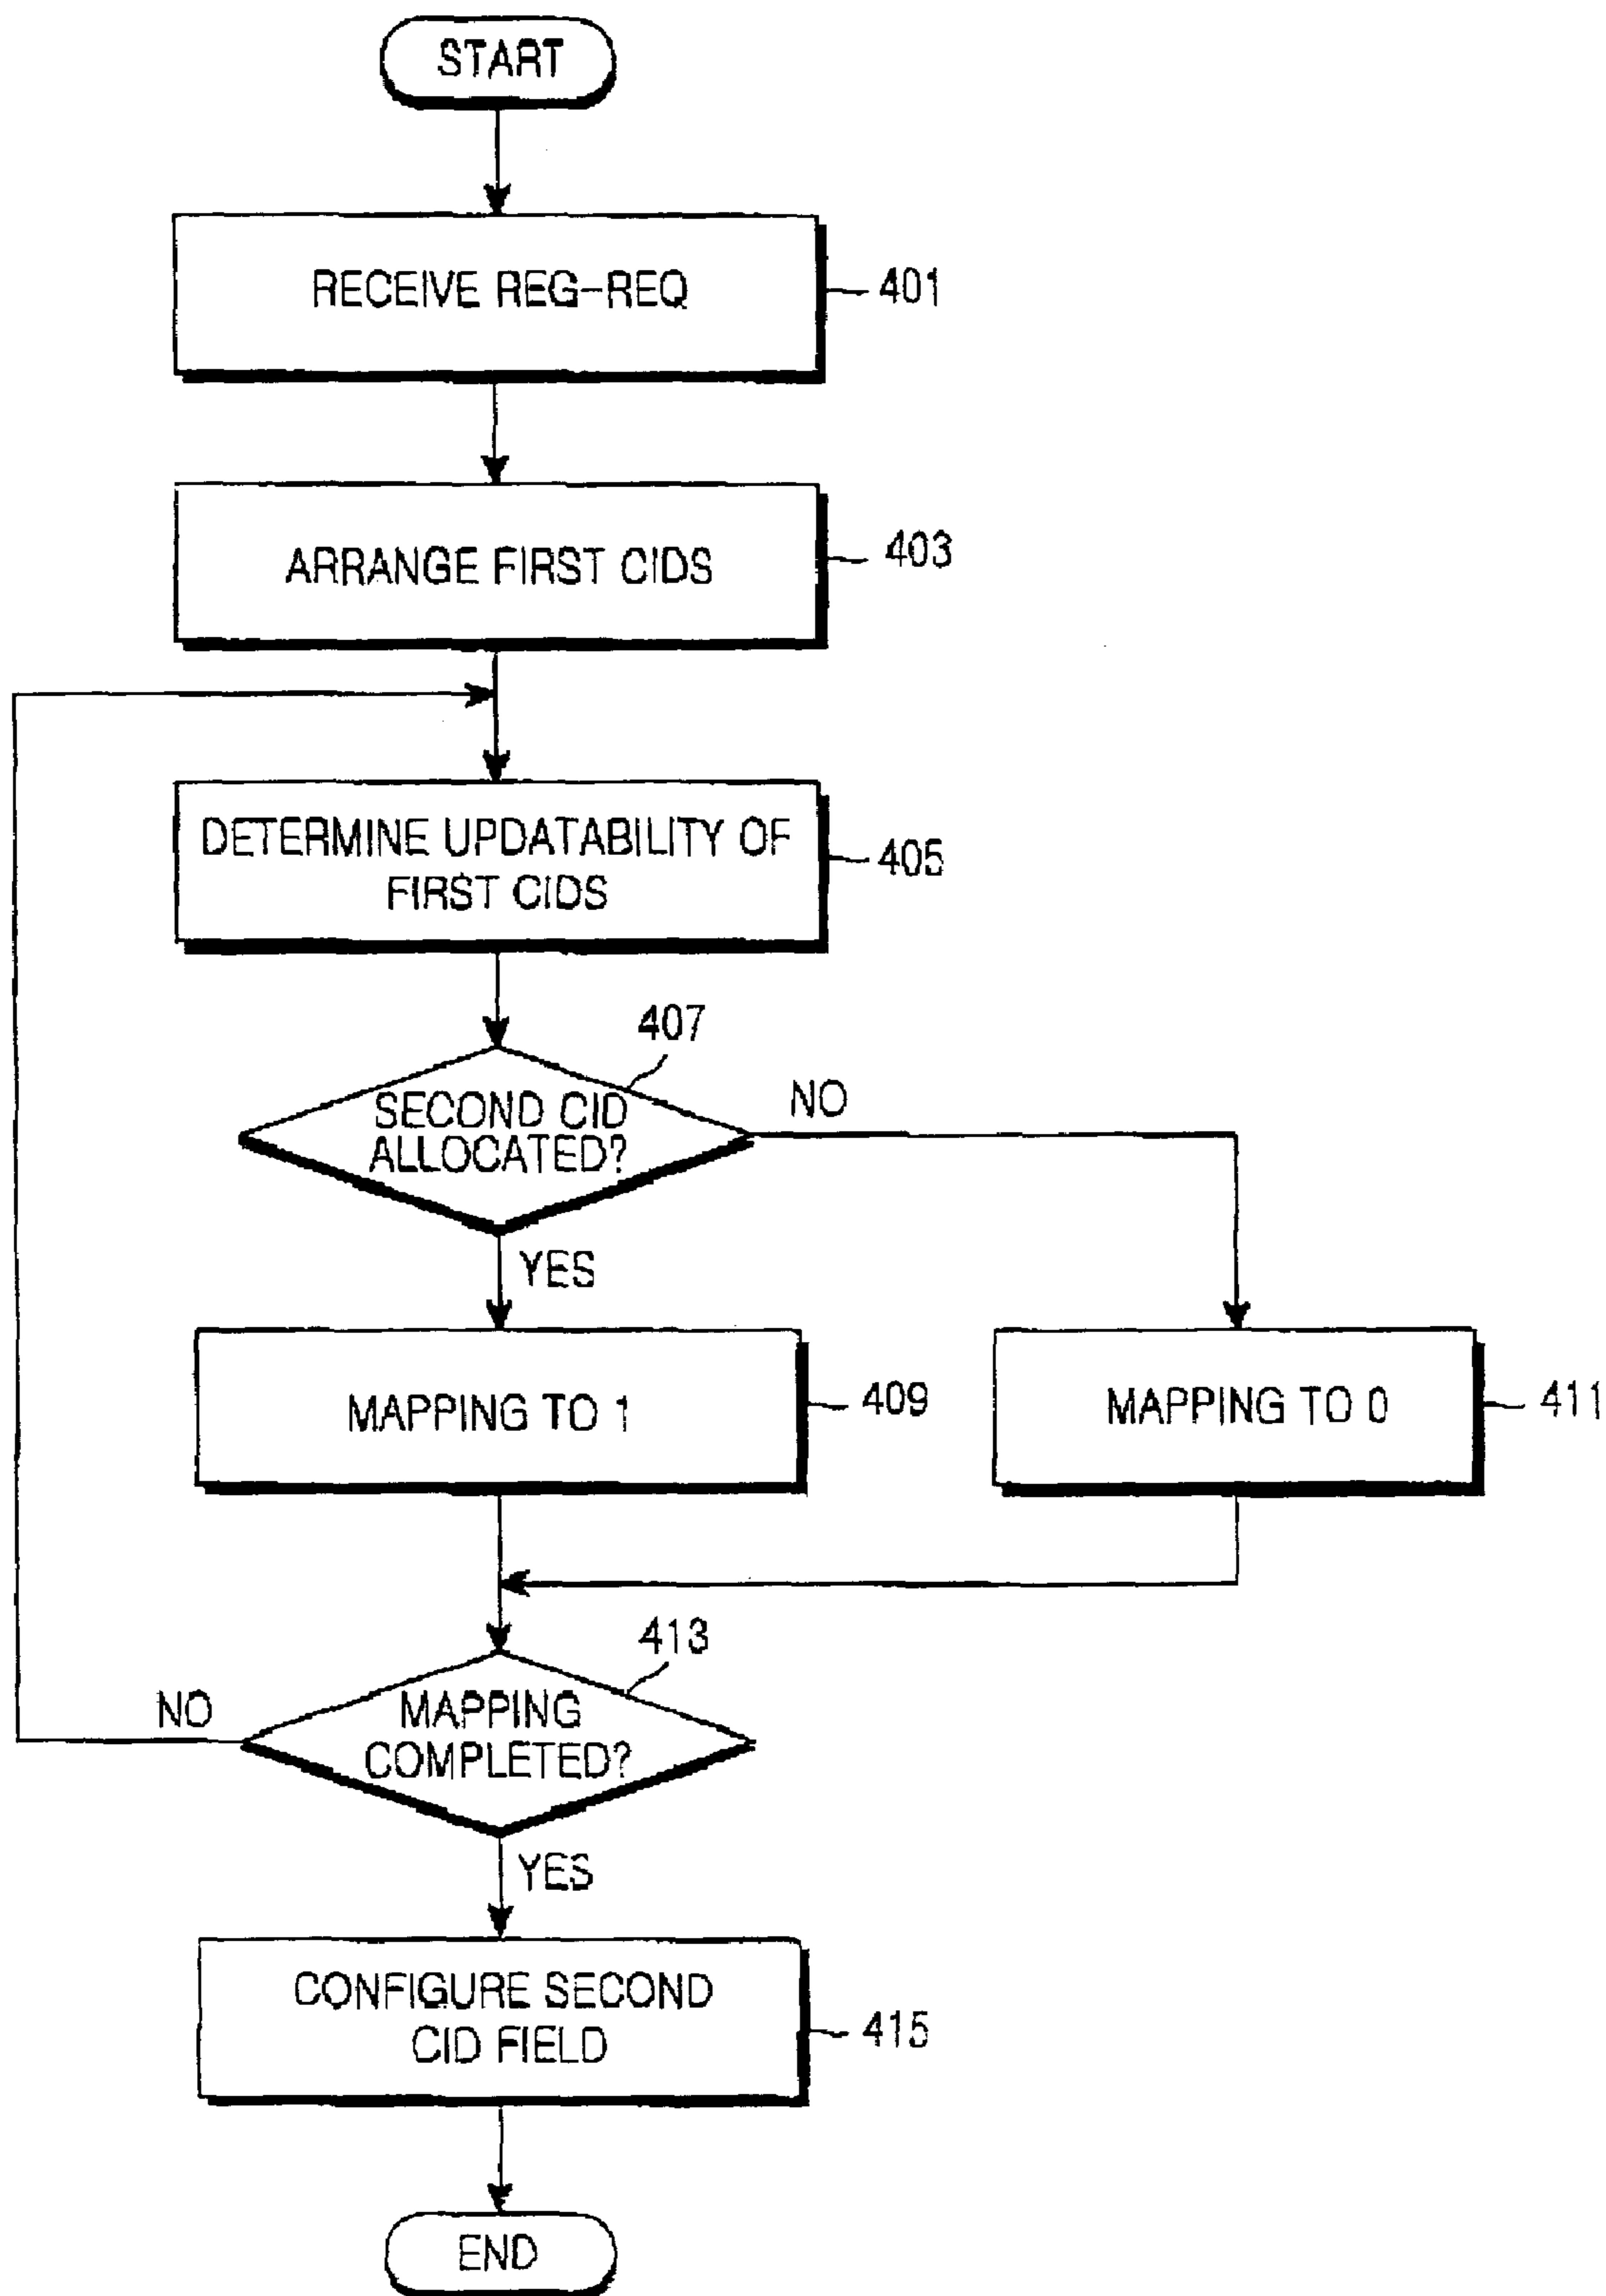 START
RECEIVE REG-REQ
401
ARRANGE FIRST CIDS
403
DETERMINE UPDATABILITY OF
FIRST CIDS
405
407
SECOND CID
ALLOCATED?
NO
YES
MAPPING TO 1
409
MAPPING TO 0
411
413
MAPPING
COMPLETED?
NO
YES
CONFIGURE SECOND
CID FIELD
415
END